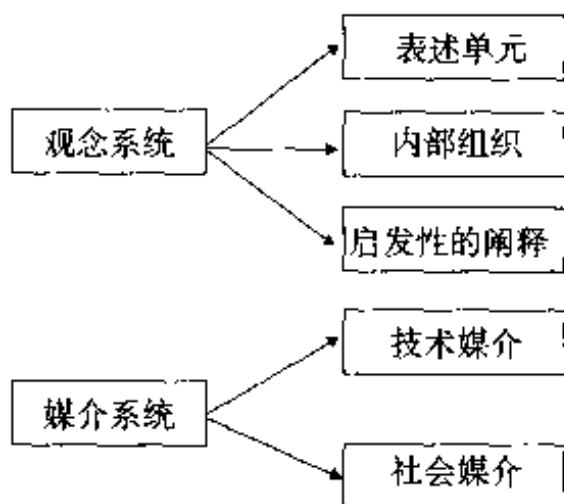 表述单元
观念系统
内部组织
启发性的阐释
技术媒介
媒介系统
社会媒介